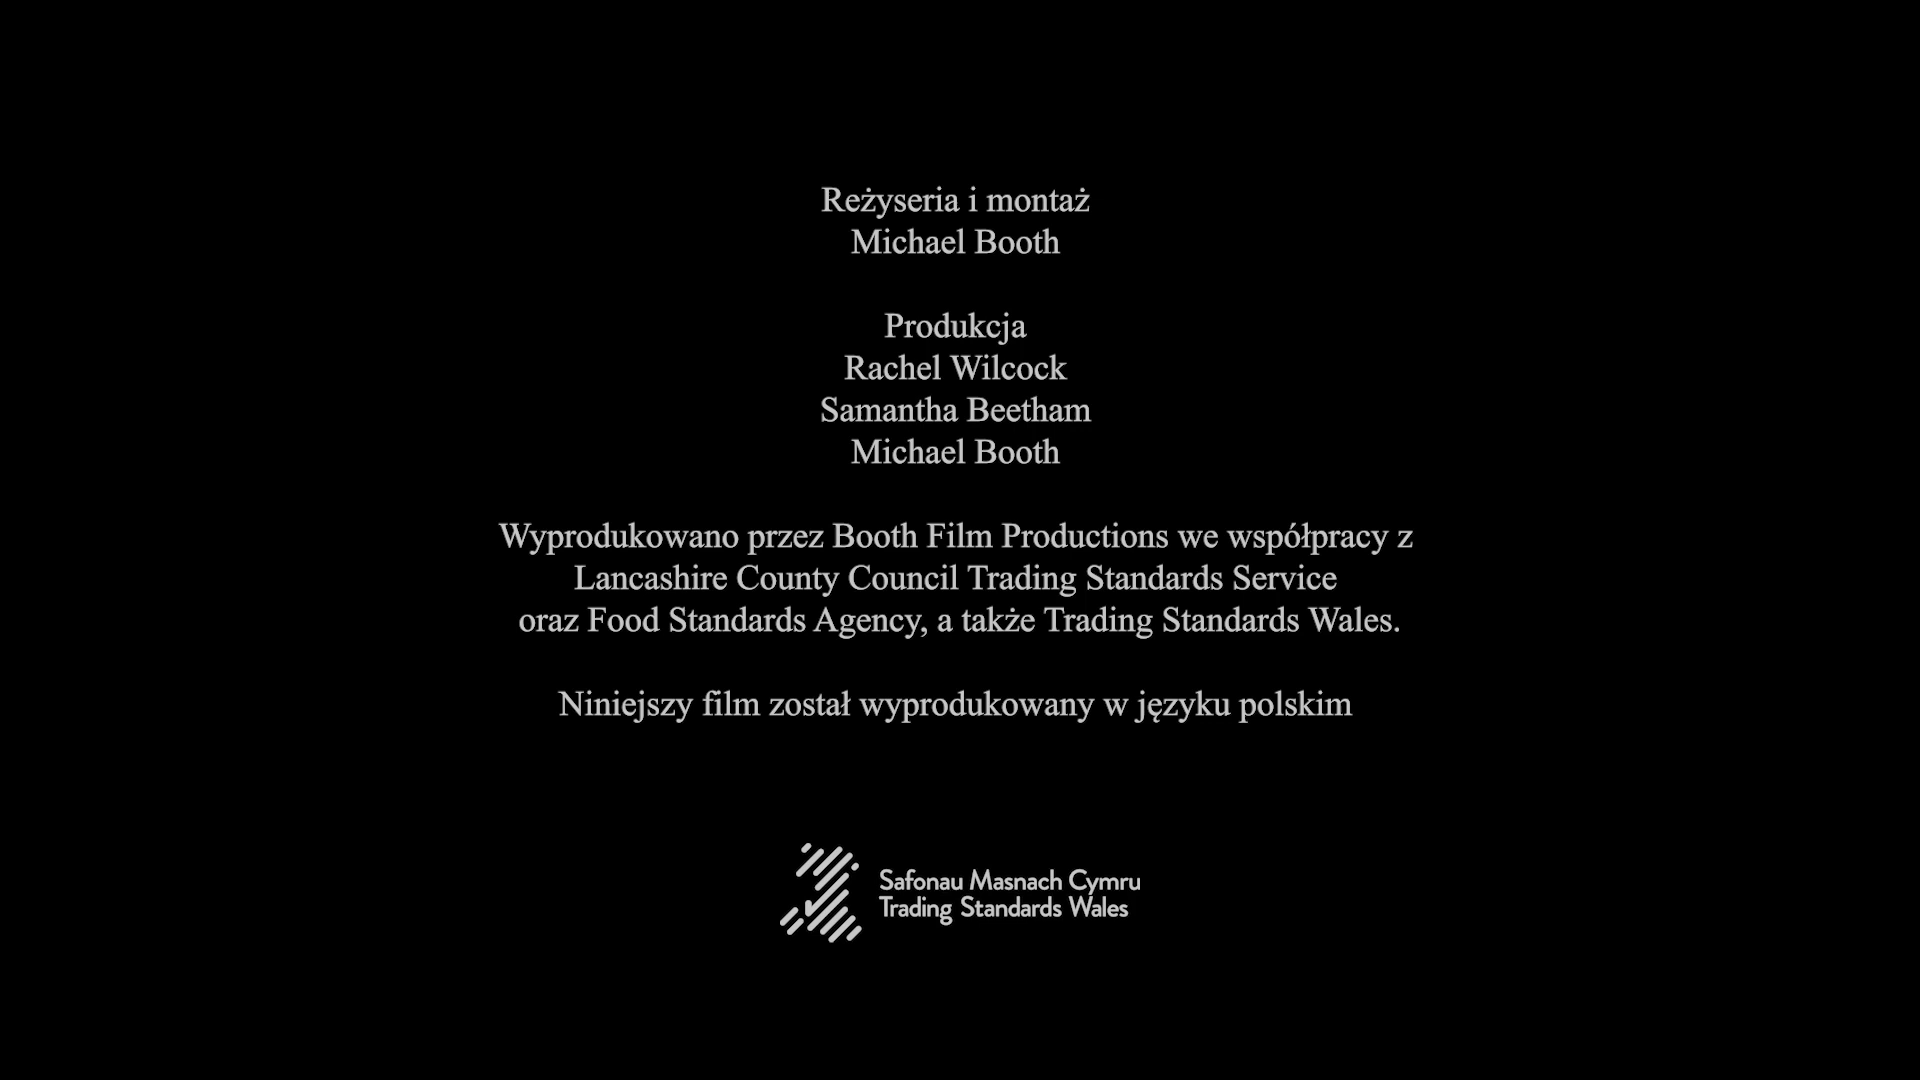 Reżyseria i montaż
Michael Booth
Produkcja
Rachel Wilcock
Samantha Beetham
Michael Booth
Wyprodukowano przez Booth Film Productions we współpracy z
Lancashire County Council Trading Standards Service
oraz Food Standards Agency, a także Trading Standards Wales.
Niniejszy film został wyprodukowany w języku polskim
Safonau Masnach Cymru
Trading Standards Wales